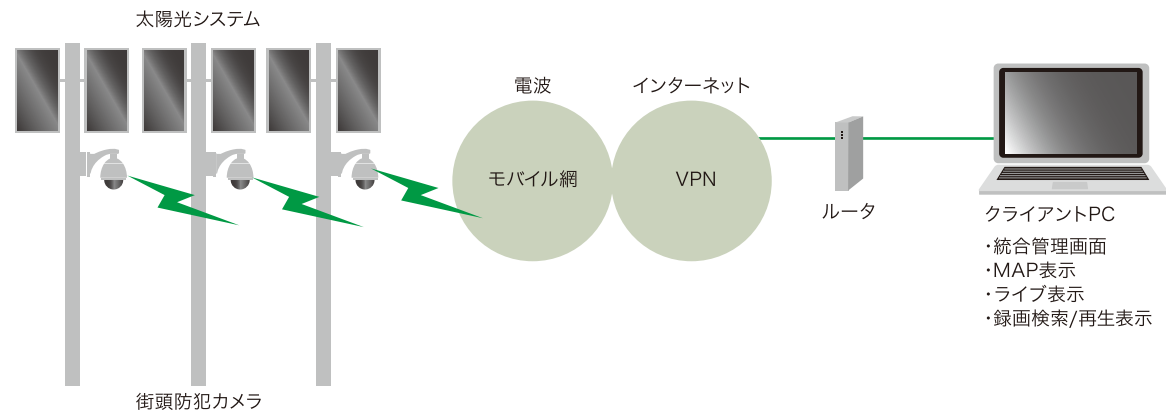 太陽光システム
電波
インターネット
モバイル網
VPN
ルータ
クライアントPC
・統合管理画面
・MAP表示
・ライブ表示
・録画検索/再生表示
街頭防犯カメラ